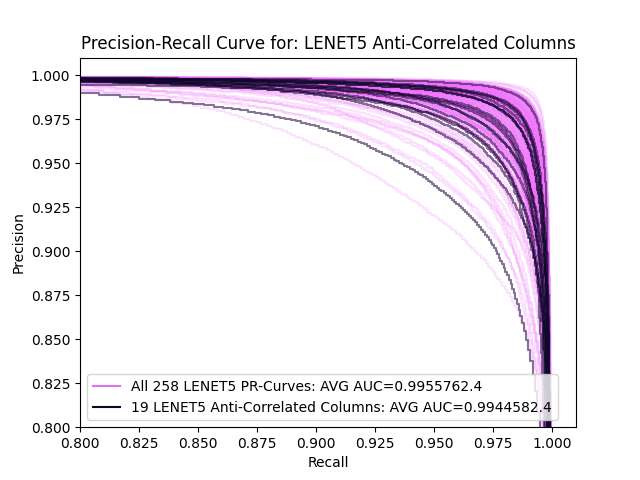 Precision-Recall Curve for: LENET5 Anti-Correlated Columns
1.000
0.975
0.950
0.925
0.900
0.875
0.850
0.825
0.800
Precision
All 258 LENET5 PR-Curves: AVG AUC=0.9955762.4
19 LENET5 Anti-Correlated Columns: AVG AUC=0.9944582.4
0.800 0.825 0.850 0.875 0.900 0.925 0.950 0.975 1.000
Recall